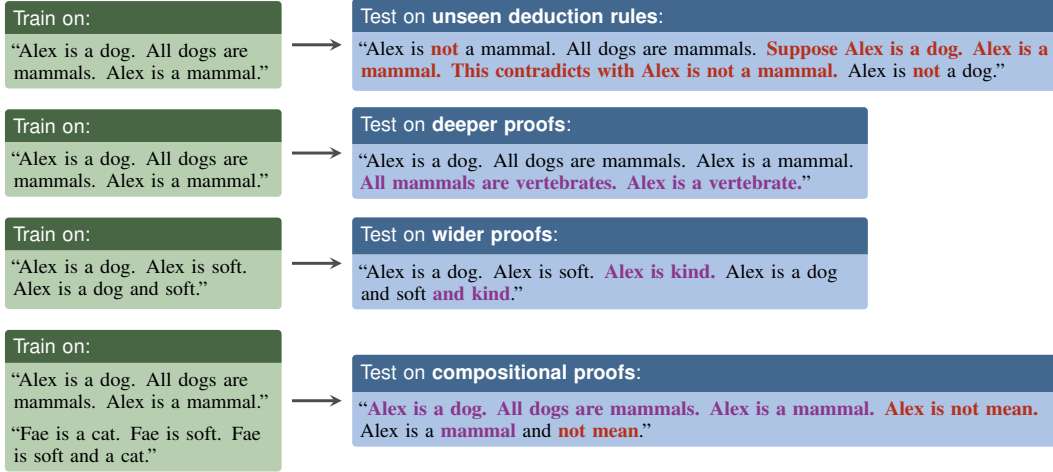 Train on:
“Alex is a dog. All dogs are
mammals. Alex is a mammal.”
Test on unseen deduction rules:
“Alex is not a mammal. All dogs are mammals. Suppose Alex is a dog. Alex is a
mammal. This contradicts with Alex is not a mammal. Alex is not a dog.”
Train on:
“Alex is a dog. All dogs are
mammals. Alex is a mammal.”
Test on deeper proofs:
“Alex is a dog. All dogs are mammals. Alex is a mammal.
All mammals are vertebrates. Alex is a vertebrate.”
Train on:
“Alex is a dog. Alex is soft.
Alex is a dog and soft.”
Test on wider proofs:
“Alex is a dog. Alex is soft. Alex is kind. Alex is a dog
and soft and kind.”
Train on:
“Alex is a dog. All dogs are
mammals. Alex is a mammal.”
“Fae is a cat. Fae is soft. Fae
is soft and a cat.”
Test on compositional proofs:
“Alex is a dog. All dogs are mammals. Alex is a mammal. Alex is not mean.
Alex is a mammal and not mean.”